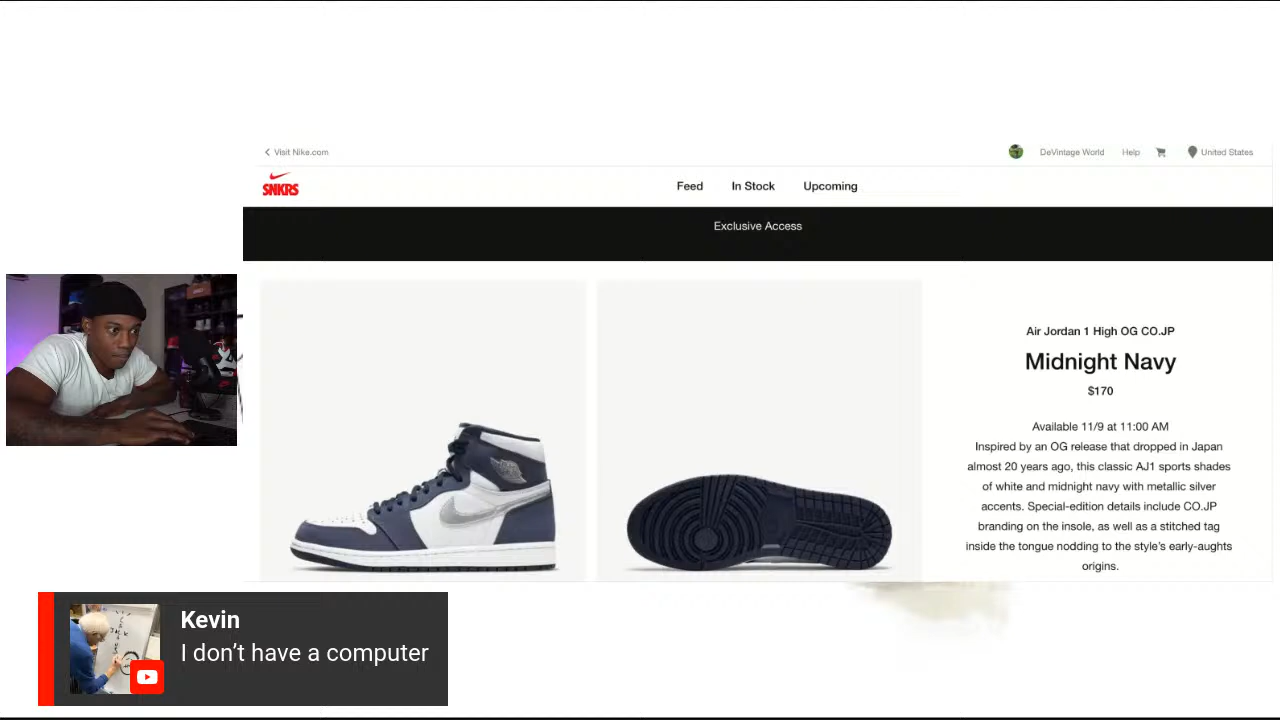 Visit Nike.com
DeVintage World
Help
United States
SNKRS
Feed
In Stock
Upcoming
Exclusive Access
Air Jordan 1 High OG CO.JP
Midnight Navy
$170
Available 11/9 at 11:00 AM
Inspired by an OG release that dropped in Japan
almost 20 years ago, this classic AJ1 sports shades
of white and midnight navy with metallic silver
accents. Special-edition details include CO.JP
branding on the insole, as well as a stitched tag
inside the tongue nodding to the style's early-aughts
origins.
Kevin
I don’t have a computer